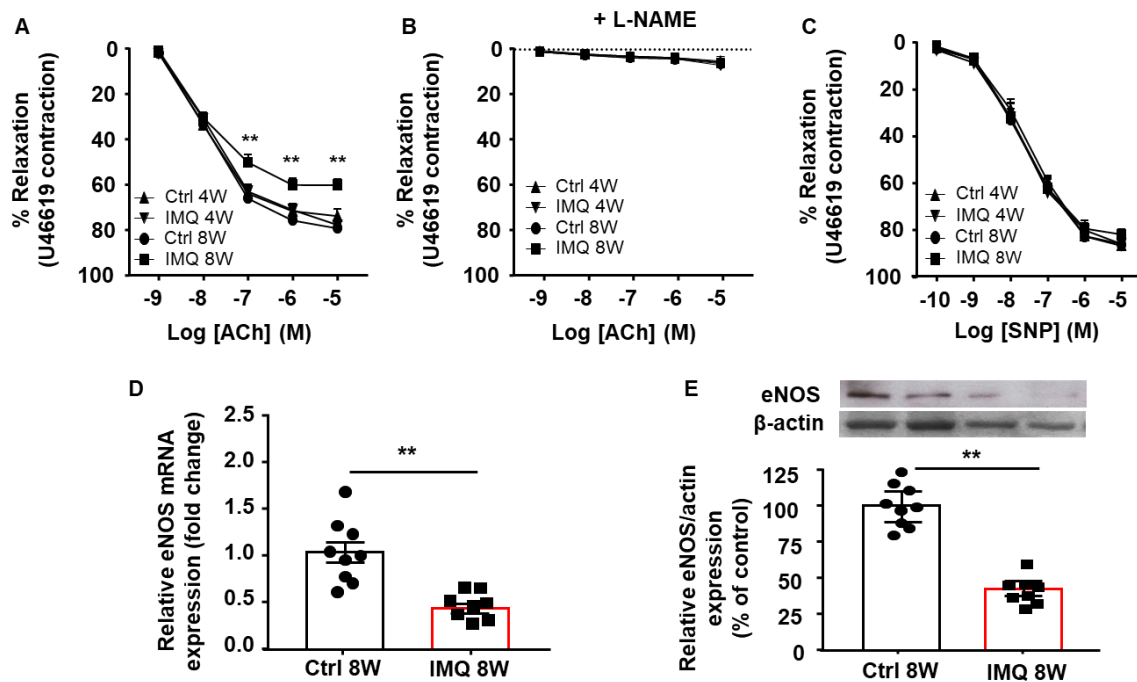 A
% Relaxation
(U46619 contraction)
0
20
40
60
80
100
**
**
**
Ctrl 4W
IMQ 4W
Ctrl 8W
IMQ 8W
-9
-8
-7
-6
-5
Log [ACh] (M)
B
+ L-NAME
% Relaxation
(U46619 contraction)
0
20
40
60
80
100
Ctrl 4W
IMQ 4W
Ctrl 8W
IMQ 8W
-9
-8
-7
-6
-5
Log [ACh] (M)
C
% Relaxation
(U46619 contraction)
0
20
40
60
80
100
Ctrl 4W
IMQ 4W
Ctrl 8W
IMQ 8W
-10
-9
-8
-7
-6
-5
Log [SNP] (M)
D
Relative eNOS mRNA
expression (fold change)
2.5
2.0
1.5
1.0
0.5
0.0
**
Ctrl 8W
IMQ 8W
E
eNOS
β-actin
Relative eNOS/actin
expression
(% of control)
125
100
75
50
25
0
**
Ctrl 8W
IMQ 8W